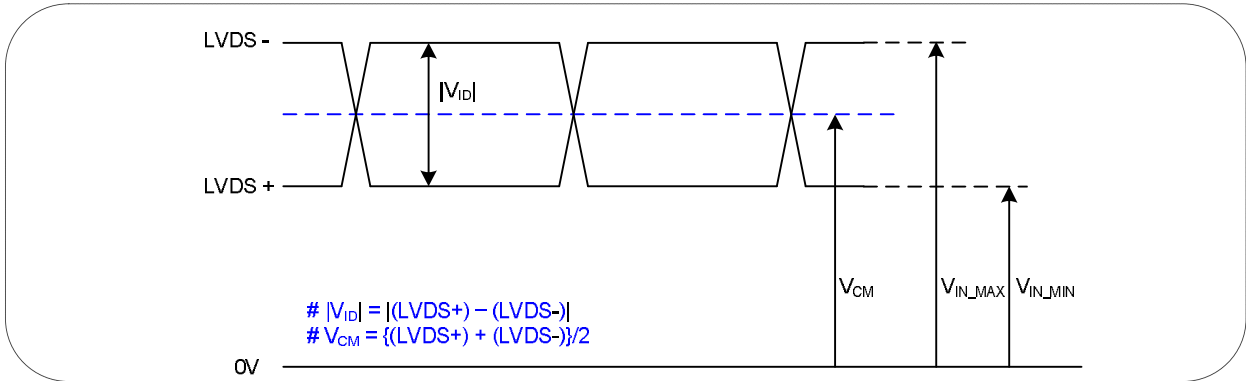 LVDS -
|VID|
LVDS +
VCM
VIN_MAX
VIN_MIN
# |VID| = |(LVDS+) – (LVDS-)|
# VCM = {(LVDS+) + (LVDS-)}/2
0V